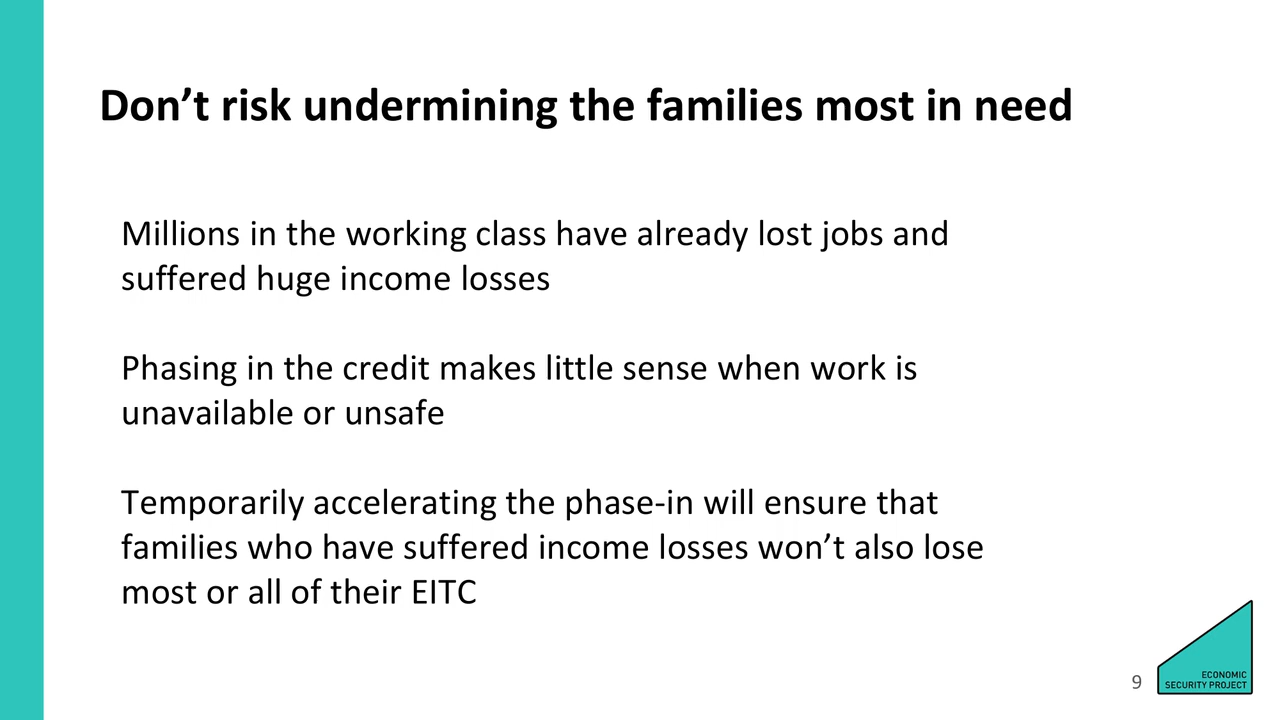 Don’t risk undermining the families most in need
Millions in the working class have already lost jobs and
suffered huge income losses
Phasing in the credit makes little sense when work is
unavailable or unsafe
Temporarily accelerating the phase-in will ensure that
families who have suffered income losses won’t also lose
most or all of their EITC
9
ECONOMIC
SECURITY PROJECT